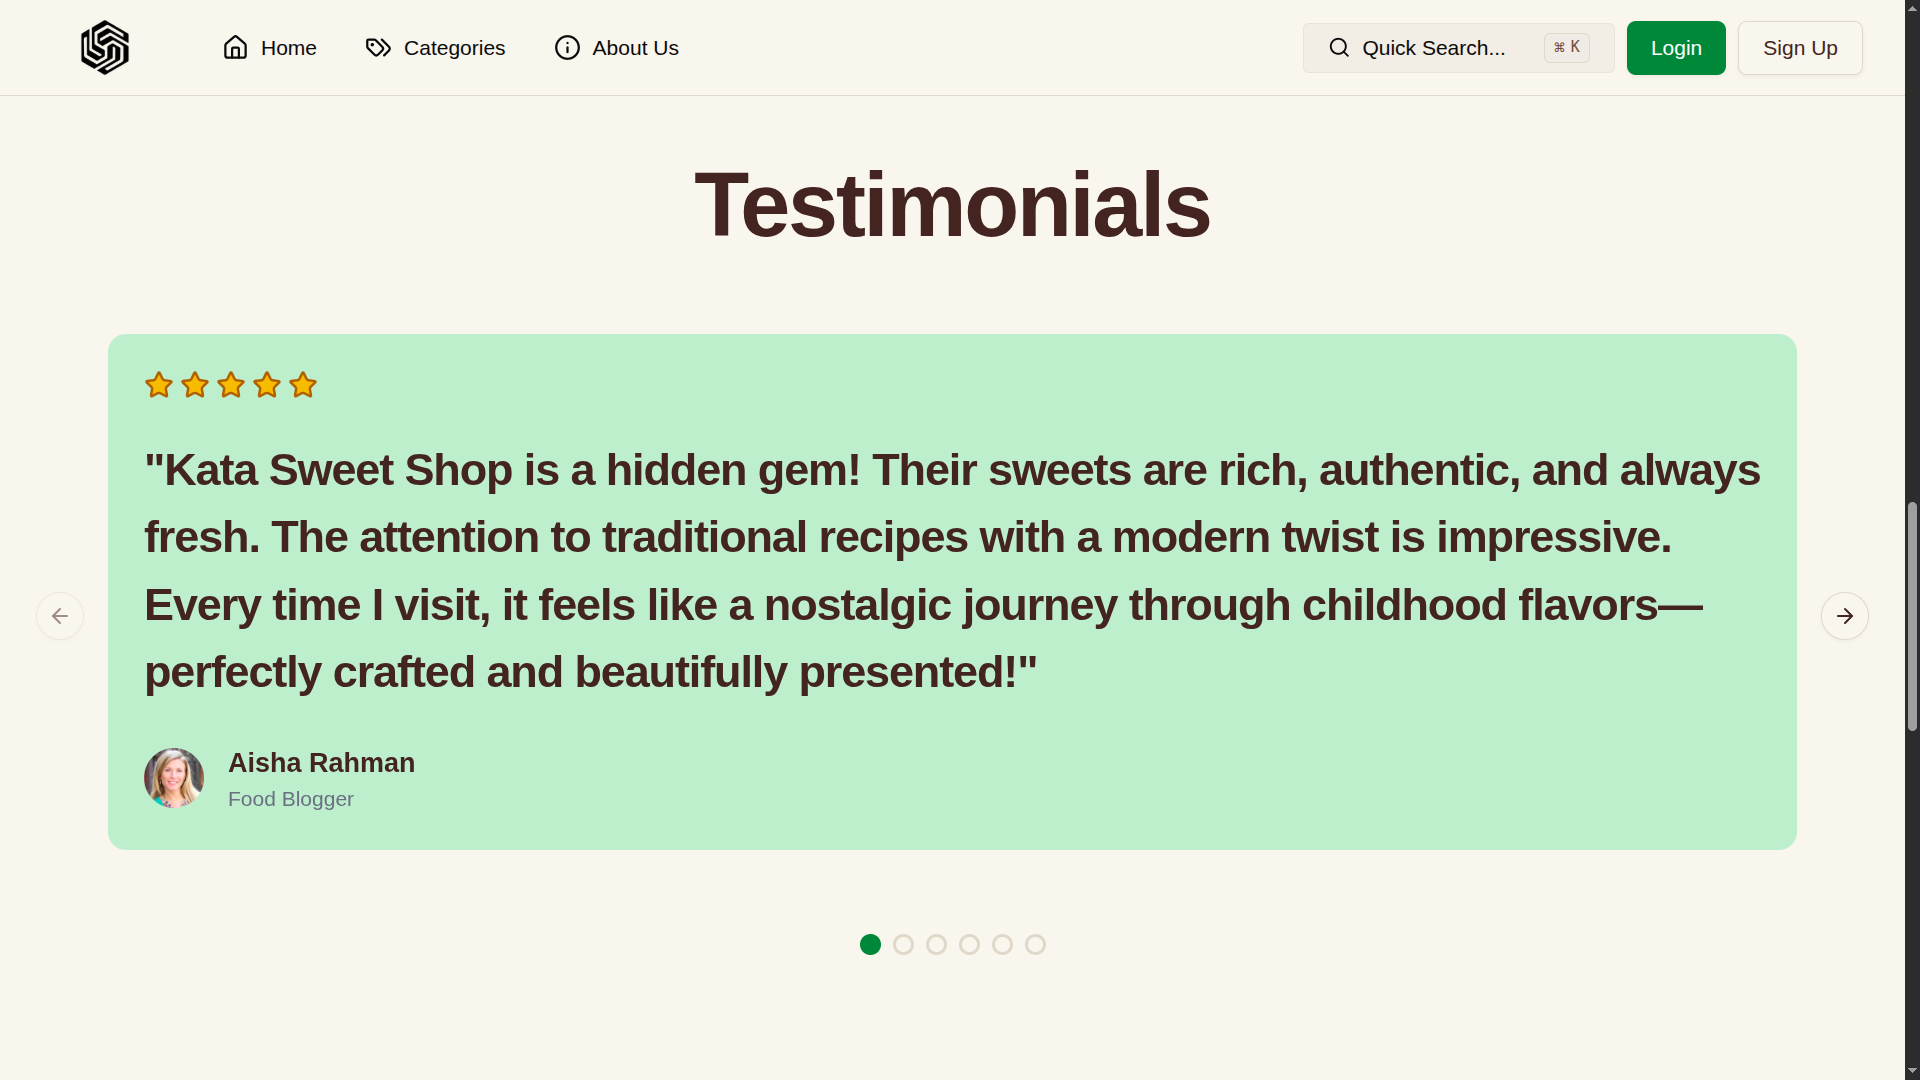 Home
Categories
About Us
Quick Search...
⌘ K
Login
Sign Up
Testimonials
"Kata Sweet Shop is a hidden gem! Their sweets are rich, authentic, and always
fresh. The attention to traditional recipes with a modern twist is impressive.
Every time I visit, it feels like a nostalgic journey through childhood flavors—
perfectly crafted and beautifully presented!"
Aisha Rahman
Food Blogger